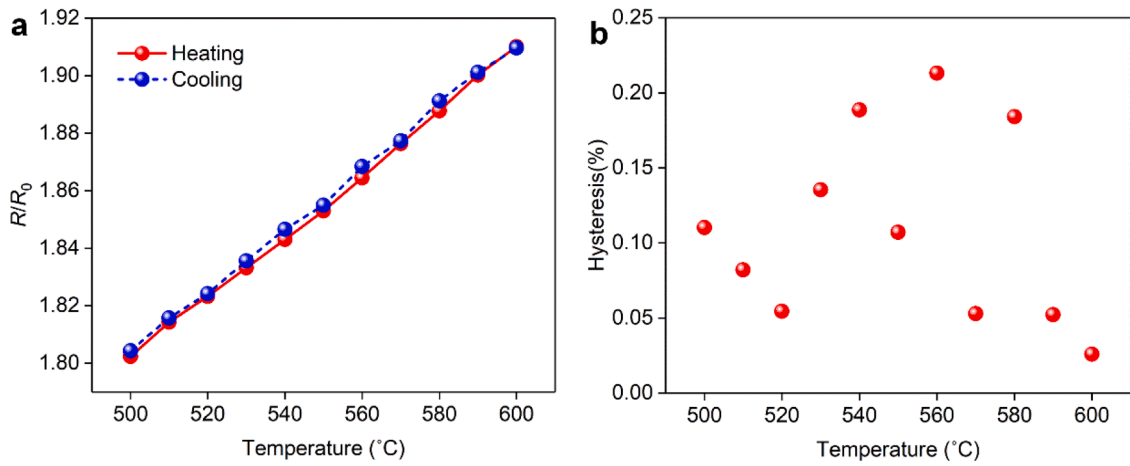 a
1.92
1.90
1.88
1.86
1.84
1.82
1.80
R/R0
Heating
Cooling
500 520 540 560 580 600
Temperature (˚C)
b
0.25
0.20
0.15
0.10
0.05
0.00
Hysteresis(%)
500 520 540 560 580 600
Temperature (˚C)